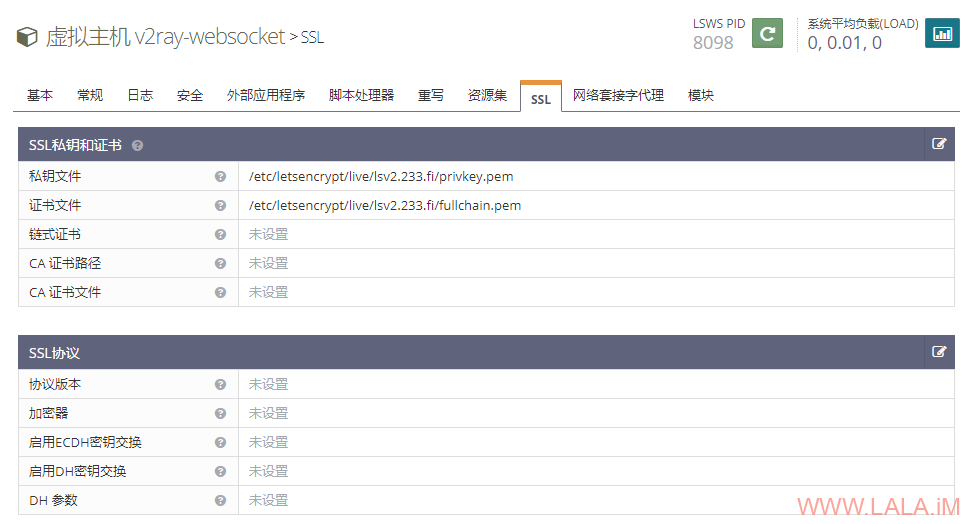 虚拟主机 v2ray-websocket > SSL
LSWS PID
8098
系统平均负载(LOAD)
0, 0.01, 0
基本 常规 日志 安全 外部应用程序 脚本处理器 重写 资源集 SSL 网络套接字代理 模块
SSL私钥和证书
私钥文件 /etc/letsencrypt/live/lsv2.233.fi/privkey.pem
证书文件 /etc/letsencrypt/live/lsv2.233.fi/fullchain.pem
链式证书 未设置
CA 证书路径 未设置
CA 证书文件 未设置
SSL协议
协议版本 未设置
加密器 未设置
启用ECDH密钥交换 未设置
启用DH密钥交换 未设置
DH 参数 未设置
WWW.LALA.iM